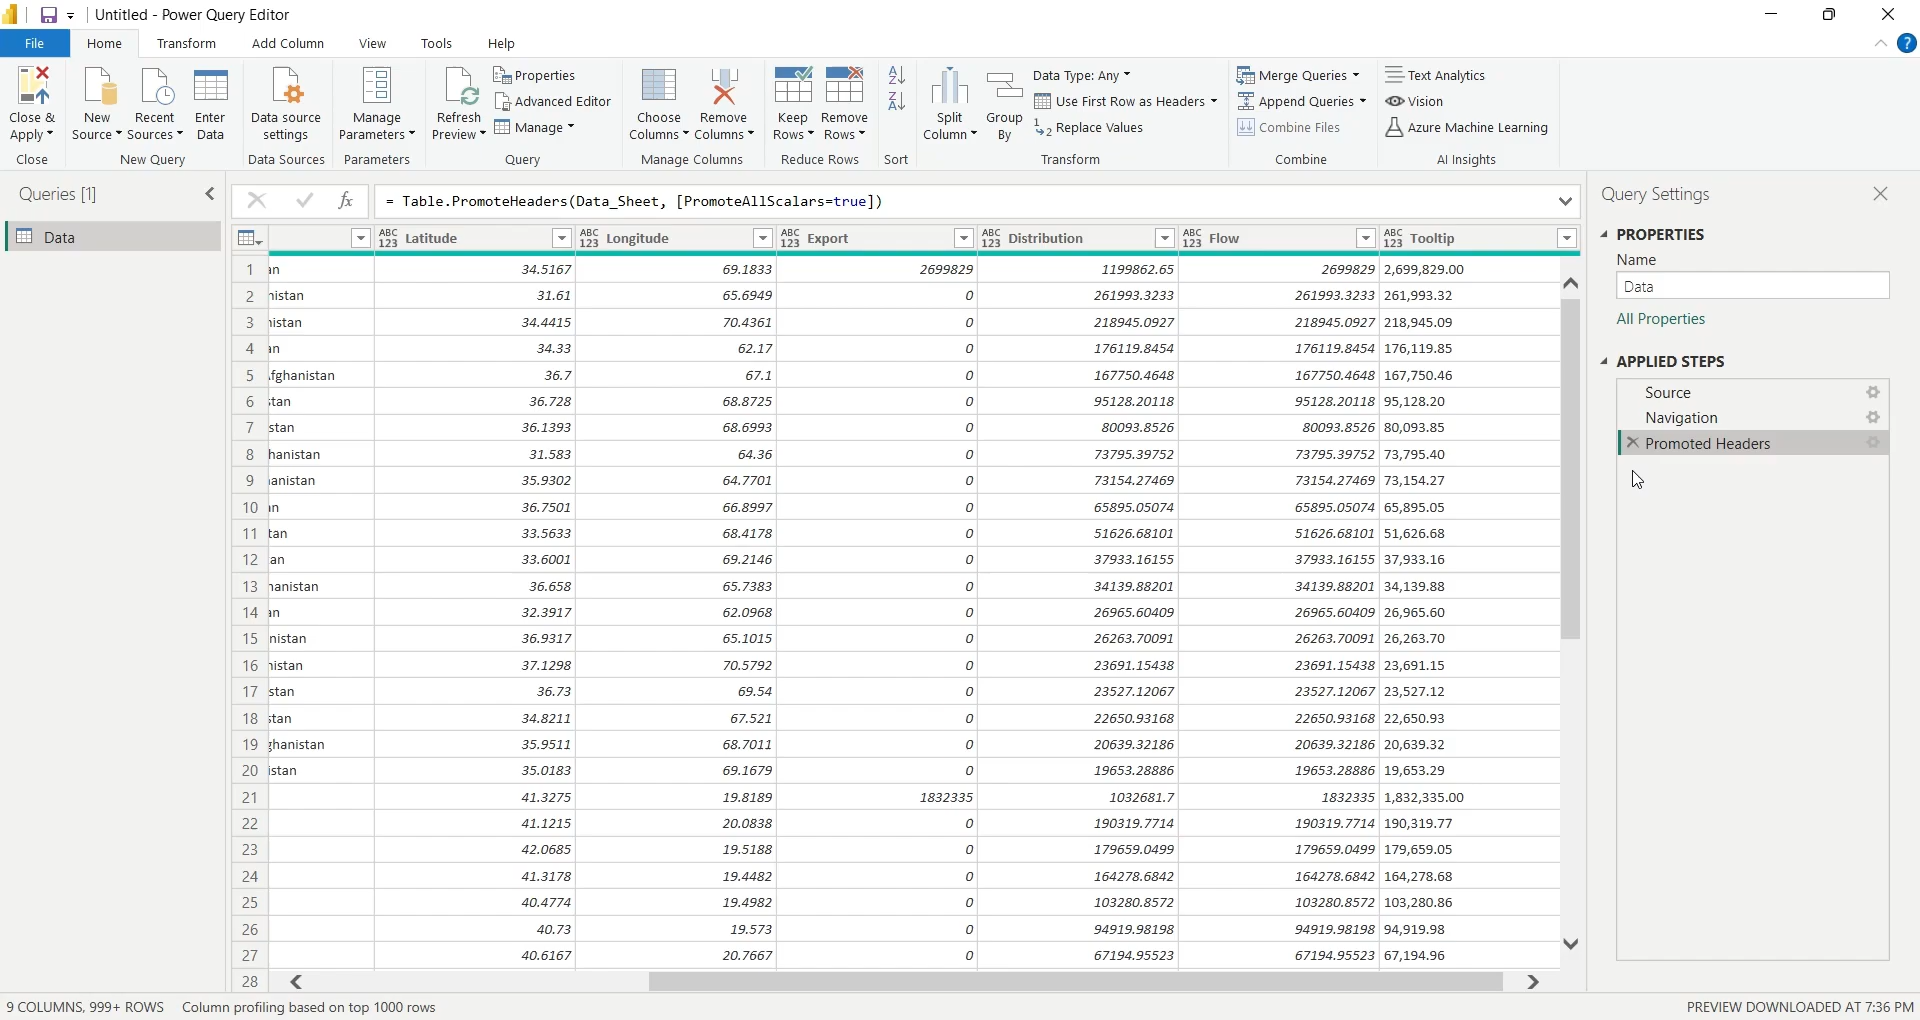 Untitled - Power Query Editor
File Home Transform Add Column View Tools Help
Close & Apply
New Source
Recent Sources
Enter Data
Data source settings
Manage Parameters
Refresh Preview
Properties
Advanced Editor
Manage
Choose Columns
Remove Columns
Keep Rows
Remove Rows
Split Column
Group By
Data Type: Any
Use First Row as Headers
Replace Values
Merge Queries
Append Queries
Combine Files
Text Analytics
Vision
Azure Machine Learning
Close New Query Data Sources Parameters Query Manage Columns Reduce Rows Sort Transform Combine AI Insights
Queries [1]
Data
fx = Table.PromoteHeaders(Data_Sheet, [PromoteAllScalars=true])
ABC 123 Latitude ABC 123 Longitude ABC 123 Export ABC 123 Distribution ABC 123 Flow ABC 123 Tooltip
1 an 34.5167 69.1833 2699829 1199862.65 2699829 2,699,829.00
2 nistan 31.61 65.6949 0 261993.3233 261993.3233 261,993.32
3 nistan 34.4415 70.4361 0 218945.0927 218945.0927 218,945.09
4 an 34.33 62.17 0 176119.8454 176119.8454 176,119.85
5 fghanistan 36.7 67.1 0 167750.4648 167750.4648 167,750.46
6 stan 36.728 68.8725 0 95128.20118 95128.20118 95,128.20
7 stan 36.1393 68.6993 0 80093.8526 80093.8526 80,093.85
8 hanistan 31.583 64.36 0 73795.39752 73795.39752 73,795.40
9 anistan 35.9302 64.7701 0 73154.27469 73154.27469 73,154.27
10 in 36.7501 66.8997 0 65895.05074 65895.05074 65,895.05
11 tan 33.5633 68.4178 0 51626.68101 51626.68101 51,626.68
12 an 33.6001 69.2146 0 37933.16155 37933.16155 37,933.16
13 hanistan 36.658 65.7383 0 34139.88201 34139.88201 34,139.88
14 an 32.3917 62.0968 0 26965.60409 26965.60409 26,965.60
15 nistan 36.9317 65.1015 0 26263.70091 26263.70091 26,263.70
16 nistan 37.1298 70.5792 0 23691.15438 23691.15438 23,691.15
17 stan 36.73 69.54 0 23527.12067 23527.12067 23,527.12
18 stan 34.8211 67.521 0 22650.93168 22650.93168 22,650.93
19 ghanistan 35.9511 68.7011 0 20639.32186 20639.32186 20,639.32
20 istan 35.0183 69.1679 0 19653.28886 19653.28886 19,653.29
21 41.3275 19.8189 1832335 1032681.7 1832335 1,832,335.00
22 41.1215 20.0838 0 190319.7714 190319.7714 190,319.77
23 42.0685 19.5188 0 179659.0499 179659.0499 179,659.05
24 41.3178 19.4482 0 164278.6842 164278.6842 164,278.68
25 40.4774 19.4982 0 103280.8572 103280.8572 103,280.86
26 40.73 19.573 0 94919.98198 94919.98198 94,919.98
27 40.6167 20.7667 0 67194.95523 67194.95523 67,194.96
28
Query Settings
PROPERTIES
Name
Data
All Properties
APPLIED STEPS
Source
Navigation
Promoted Headers
9 COLUMNS, 999+ ROWS Column profiling based on top 1000 rows
PREVIEW DOWNLOADED AT 7:36 PM